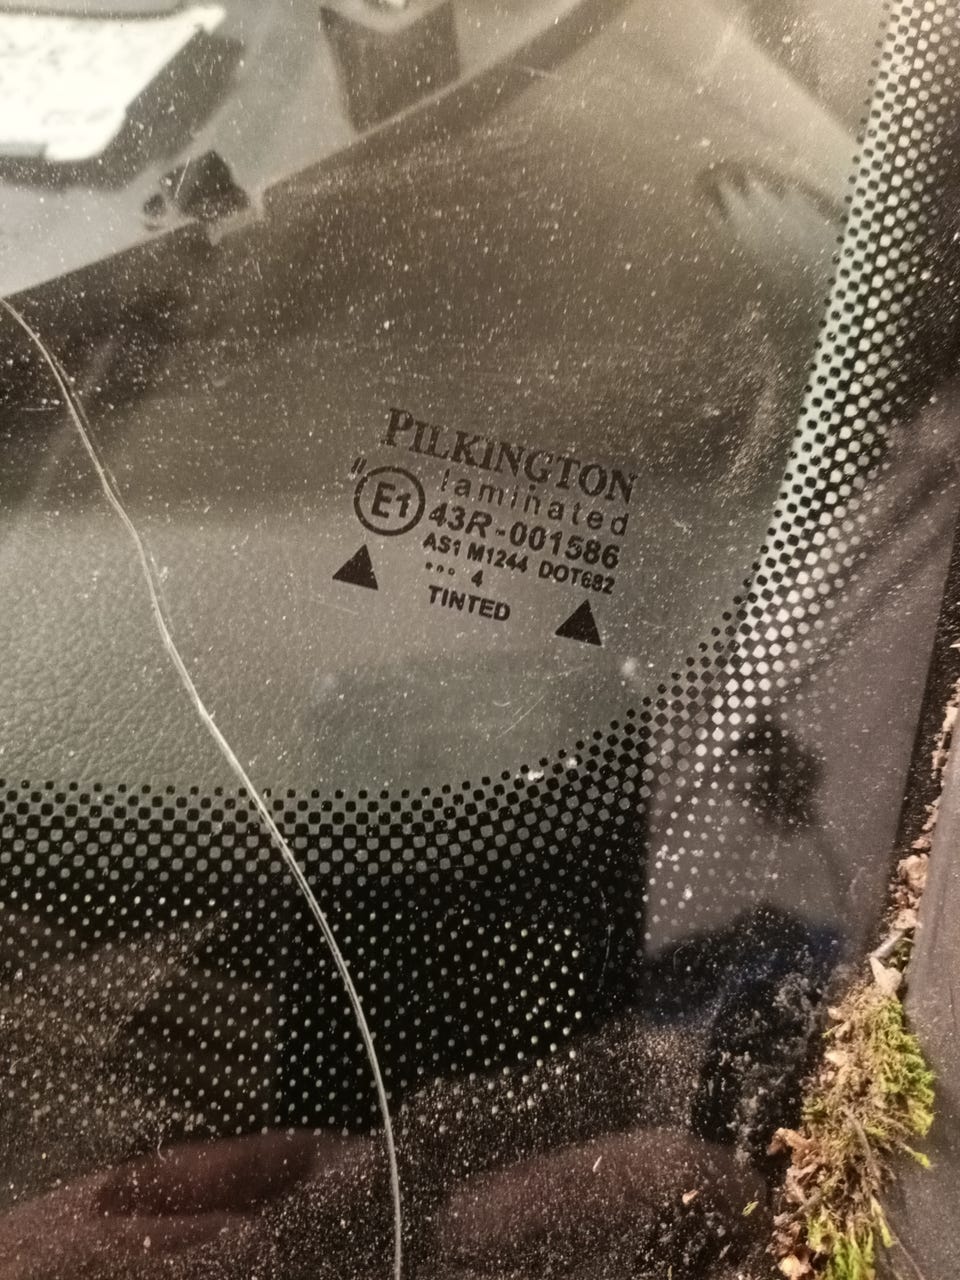 PILKINGTON
laminated
"
E1 43R-001586
AS1 M1244 DOT682
... 4
TINTED